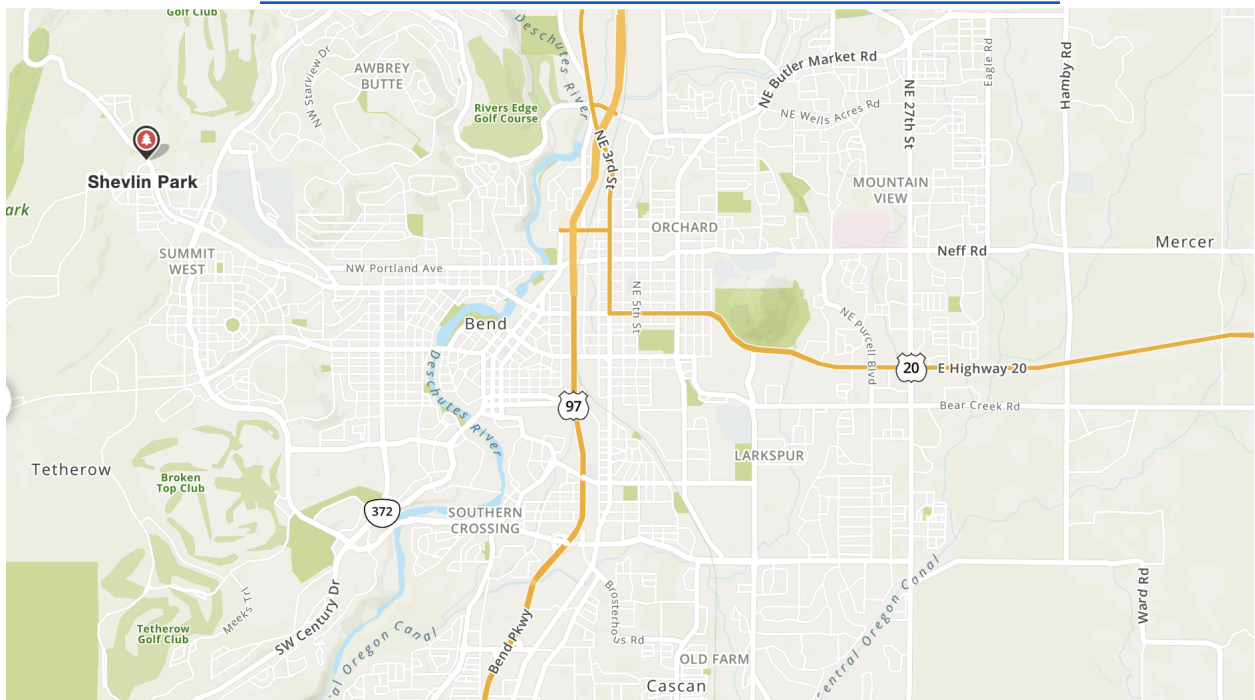 Golf Club
Deschutes River
AWBREY
BUTTE
NW Starview Dr
Rivers Edge
Golf Course
NE Butler Market Rd
NE Wells Acres Rd
NE 27th St
Eagle Rd
Hamby Rd
NE 3rd St
Shevlin Park
ark
MOUNTAIN
VIEW
ORCHARD
SUMMIT
WEST
NW Portland Ave
Neff Rd
Mercer
NE 5th St
Bend
NE Purcell Blvd
Deschutes River
20
E Highway 20
97
Bear Creek Rd
Tetherow
Broken
Top Club
LARKSPUR
372
SOUTHERN
CROSSING
Meeks Trl
SW Century Dr
Tetherow
Golf Club
al Oregon Canal
Bend Pkwy
Brosterhous Rd
OLD FARM
Cascan
entral Oregon Canal
Ward Rd